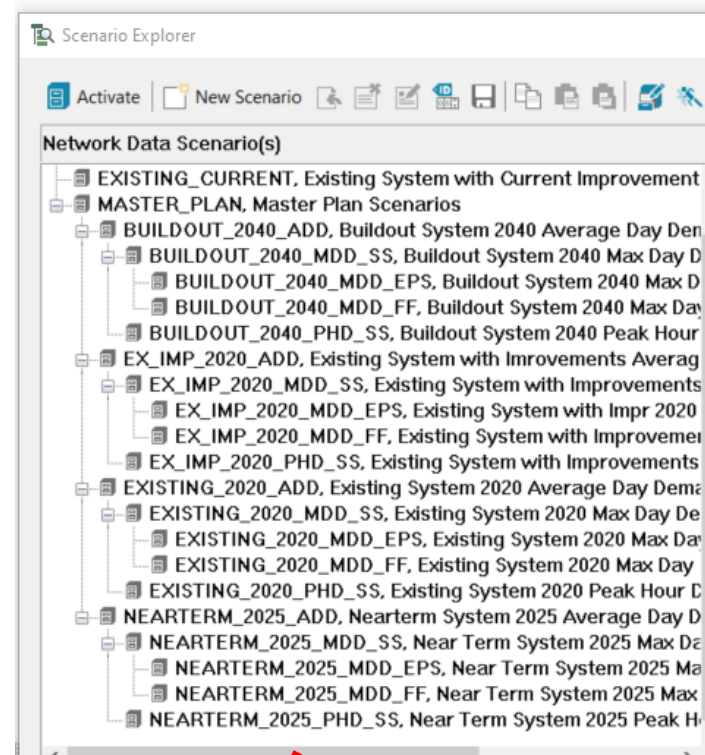 Scenario Explorer
Activate New Scenario
Network Data Scenario(s)
EXISTING_CURRENT, Existing System with Current Improvement
MASTER_PLAN, Master Plan Scenarios
BUILDOUT_2040_ADD, Buildout System 2040 Average Day Den
BUILDOUT_2040_MDD_SS, Buildout System 2040 Max Day D
BUILDOUT_2040_MDD_EPS, Buildout System 2040 Max D
BUILDOUT_2040_MDD_FF, Buildout System 2040 Max Day
BUILDOUT_2040_PHD_SS, Buildout System 2040 Peak Hour
EX_IMP_2020_ADD, Existing System with Imrovements Averag
EX_IMP_2020_MDD_SS, Existing System with Improvements
EX_IMP_2020_MDD_EPS, Existing System with Impr 2020
EX_IMP_2020_MDD_FF, Existing System with Improvemen
EX_IMP_2020_PHD_SS, Existing System with Improvements
EXISTING_2020_ADD, Existing System 2020 Average Day Dema
EXISTING_2020_MDD_SS, Existing System 2020 Max Day De
EXISTING_2020_MDD_EPS, Existing System 2020 Max Day
EXISTING_2020_MDD_FF, Existing System 2020 Max Day
EXISTING_2020_PHD_SS, Existing System 2020 Peak Hour D
NEARTERM_2025_ADD, Nearterm System 2025 Average Day D
NEARTERM_2025_MDD_SS, Near Term System 2025 Max Da
NEARTERM_2025_MDD_EPS, Near Term System 2025 Ma
NEARTERM_2025_MDD_FF, Near Term System 2025 Max
NEARTERM_2025_PHD_SS, Near Term System 2025 Peak H